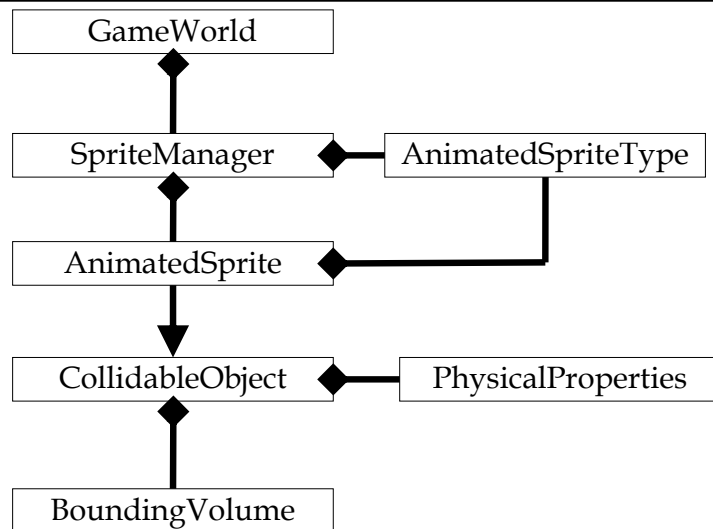 GameWorld
SpriteManager
AnimatedSpriteType
AnimatedSprite
CollidableObject
PhysicalProperties
BoundingVolume